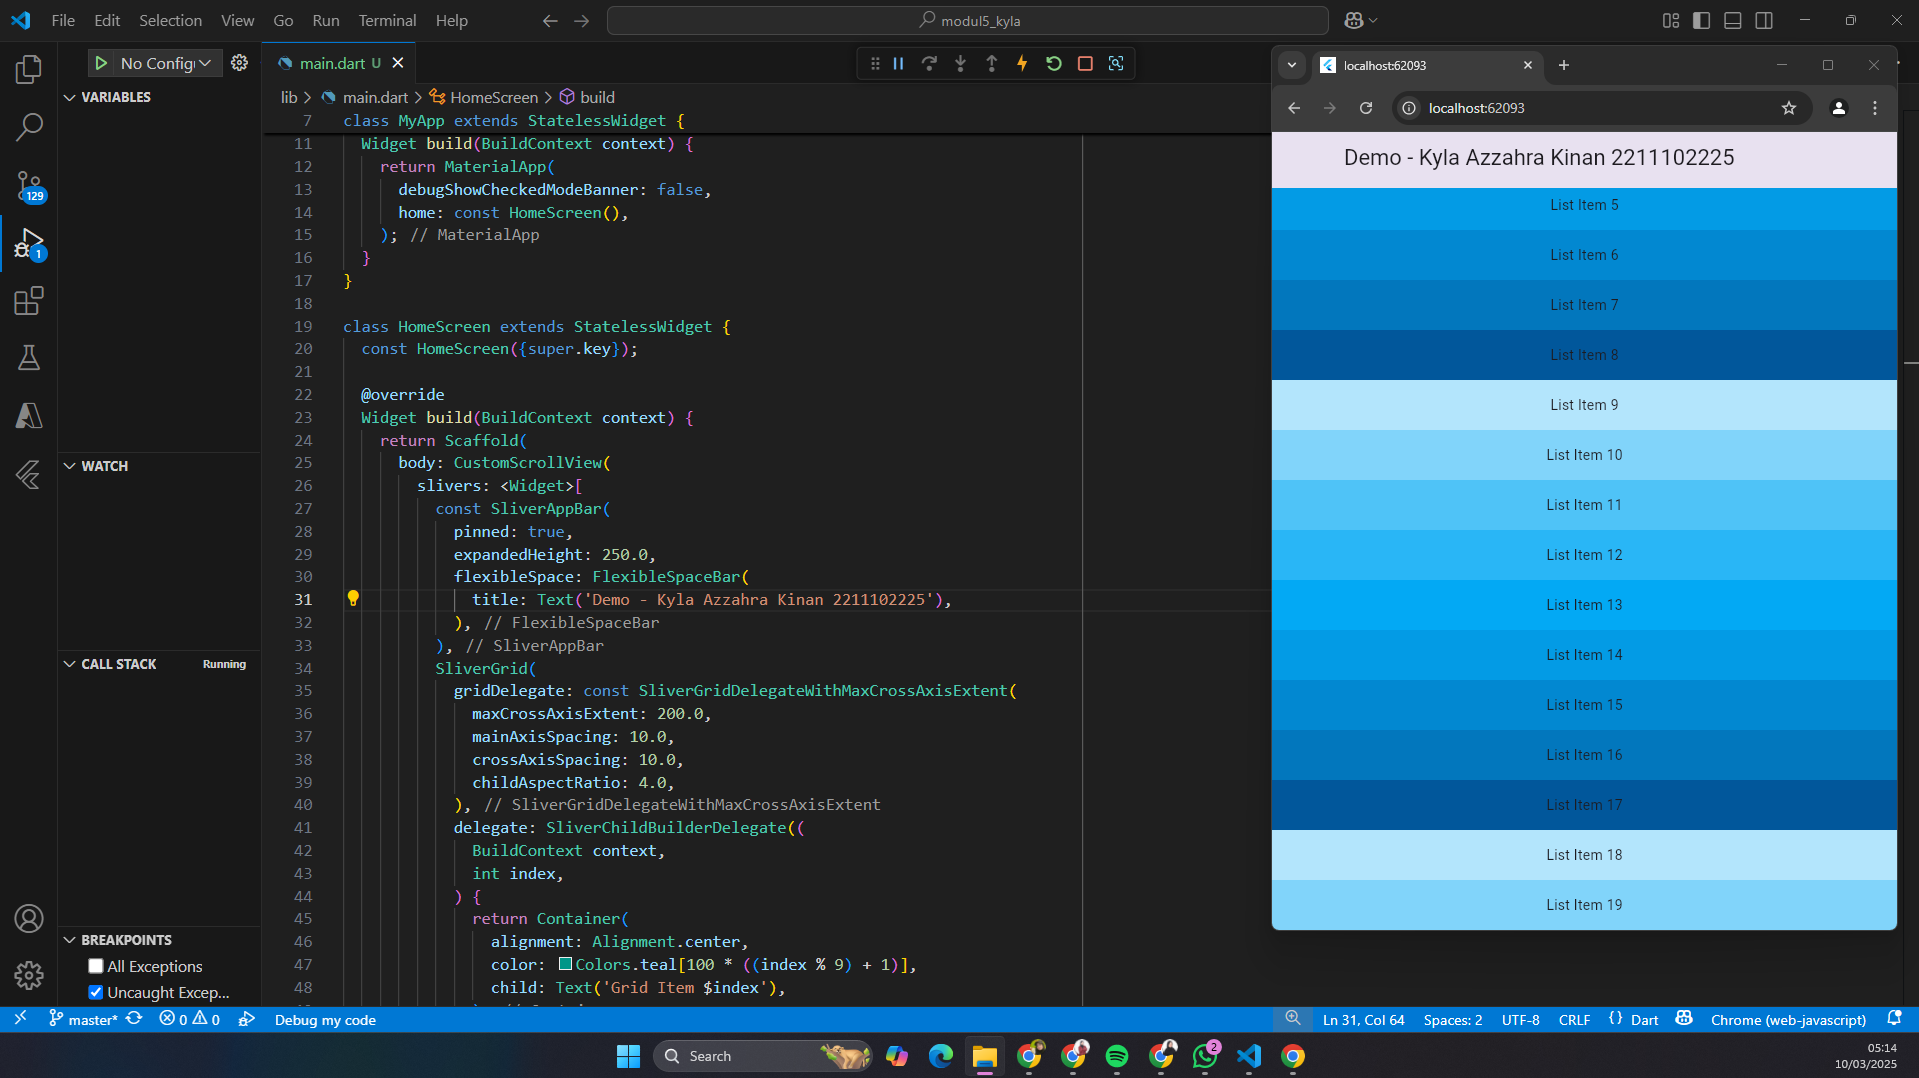 File Edit Selection View Go Run Terminal Help
modul5_kyla
No Config
main.dart U
VARIABLES
WATCH
CALL STACK Running
BREAKPOINTS
All Exceptions
Uncaught Excep...
129
1
lib > main.dart > HomeScreen > build
7 class MyApp extends StatelessWidget {
11 Widget build(BuildContext context) {
12 return MaterialApp(
13 debugShowCheckedModeBanner: false,
14 home: const HomeScreen(),
15 ); // MaterialApp
16 }
17 }
18
19 class HomeScreen extends StatelessWidget {
20 const HomeScreen({super.key});
21
22 @override
23 Widget build(BuildContext context) {
24 return Scaffold(
25 body: CustomScrollView(
26 slivers: <Widget>[
27 const SliverAppBar(
28 pinned: true,
29 expandedHeight: 250.0,
30 flexibleSpace: FlexibleSpaceBar(
31 title: Text('Demo - Kyla Azzahra Kinan 2211102225'),
32 ), // FlexibleSpaceBar
33 ), // SliverAppBar
34 SliverGrid(
35 gridDelegate: const SliverGridDelegateWithMaxCrossAxisExtent(
36 maxCrossAxisExtent: 200.0,
37 mainAxisSpacing: 10.0,
38 crossAxisSpacing: 10.0,
39 childAspectRatio: 4.0,
40 ), // SliverGridDelegateWithMaxCrossAxisExtent
41 delegate: SliverChildBuilderDelegate((
42 BuildContext context,
43 int index,
44 ) {
45 return Container(
46 alignment: Alignment.center,
47 color: Colors.teal[100 * ((index % 9) + 1)],
48 child: Text('Grid Item $index'),
localhost:62093
localhost:62093
Demo - Kyla Azzahra Kinan 2211102225
List Item 5
List Item 6
List Item 7
List Item 8
List Item 9
List Item 10
List Item 11
List Item 12
List Item 13
List Item 14
List Item 15
List Item 16
List Item 17
List Item 18
List Item 19
master* 0 0 Debug my code Ln 31, Col 64 Spaces: 2 UTF-8 CRLF {} Dart Chrome (web-javascript)
Search
2
05:14
10/03/2025